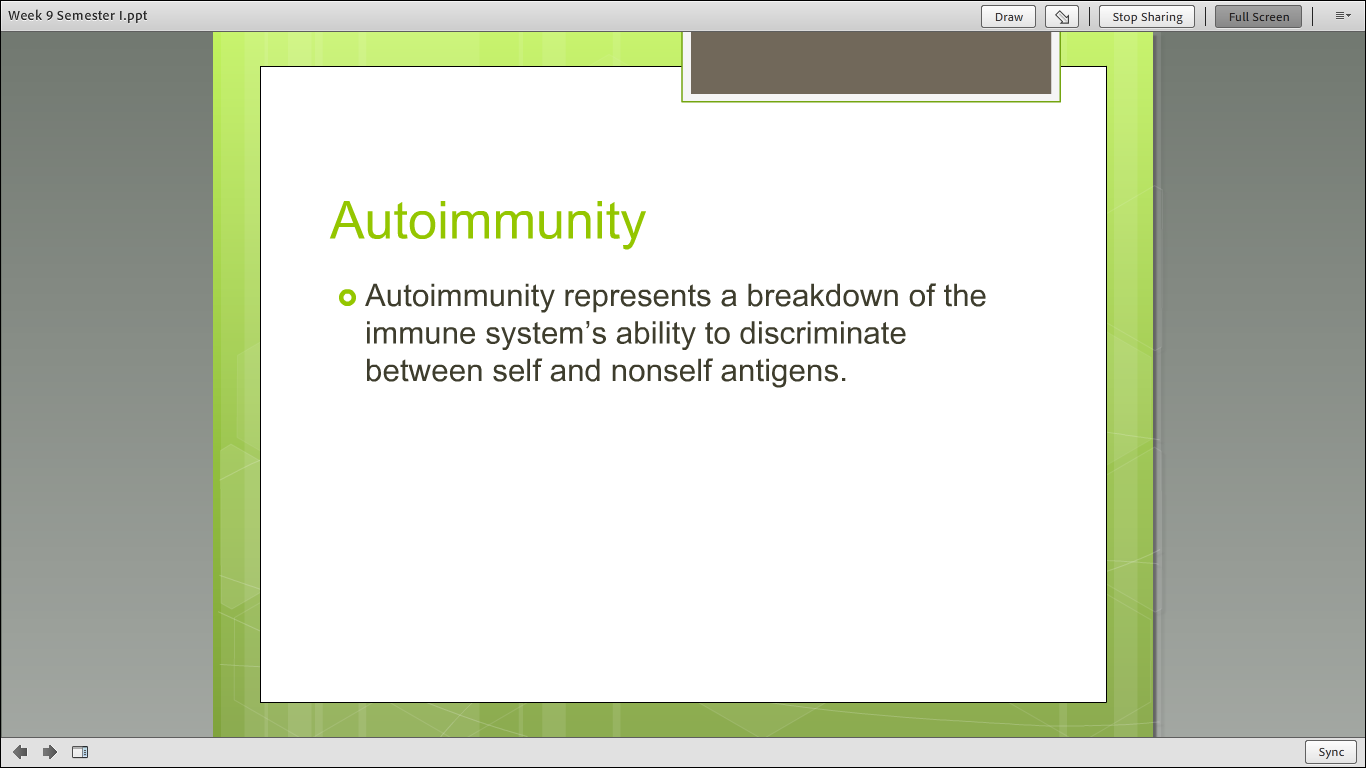 Week 9 Semester I.ppt
Draw
Stop Sharing
Full Screen
Autoimmunity
Autoimmunity represents a breakdown of the
immune system’s ability to discriminate
between self and nonself antigens.
Sync